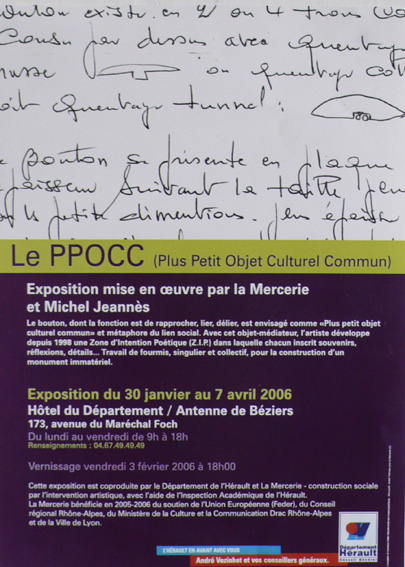 bouton existe en 2 ou 4 trous
Cousu par dessus avec
ou
tunnel :
bouton se présente en plaque
épaisseur suivant la taille
petite dimentions.
Le PPOCC (Plus Petit Objet Culturel Commun)
Exposition mise en œuvre par la Mercerie
et Michel Jeannès
Le bouton, dont la fonction est de rapprocher, lier, délier, est envisagé comme «Plus petit objet
culturel commun» et métaphore du lien social. Avec cet objet-médiateur, l'artiste développe
depuis 1998 une Zone d'Intention Poétique (Z.I.P.) dans laquelle chacun inscrit souvenirs,
réflexions, détails... Travail de fourmis, singulier et collectif, pour la construction d'un
monument immatériel.
Exposition du 30 janvier au 7 avril 2006
Hôtel du Département / Antenne de Béziers
173, avenue du Maréchal Foch
Du lundi au vendredi de 9h à 18h
Renseignements : 04.67.49.49.49
Vernissage vendredi 3 février 2006 à 18h00
Cette exposition est coproduite par le Département de l'Hérault et La Mercerie - construction sociale
par l'intervention artistique, avec l'aide de l'Inspection Académique de l'Hérault.
La Mercerie bénéficie en 2005-2006 du soutien de l'Union Européenne (Feder), du Conseil
régional Rhône-Alpes, du Ministère de la Culture et la Communication Drac Rhône-Alpes
et de la Ville de Lyon.
L'HÉRAULT EN AVANT AVEC VOUS
André Vezinhet et vos conseillers généraux.
Département
Hérault